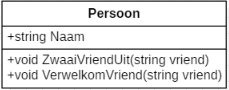 Persoon
+string Naam
+void ZwaaiVriendUit(string vriend)
+void VerwelkomVriend(string vriend)